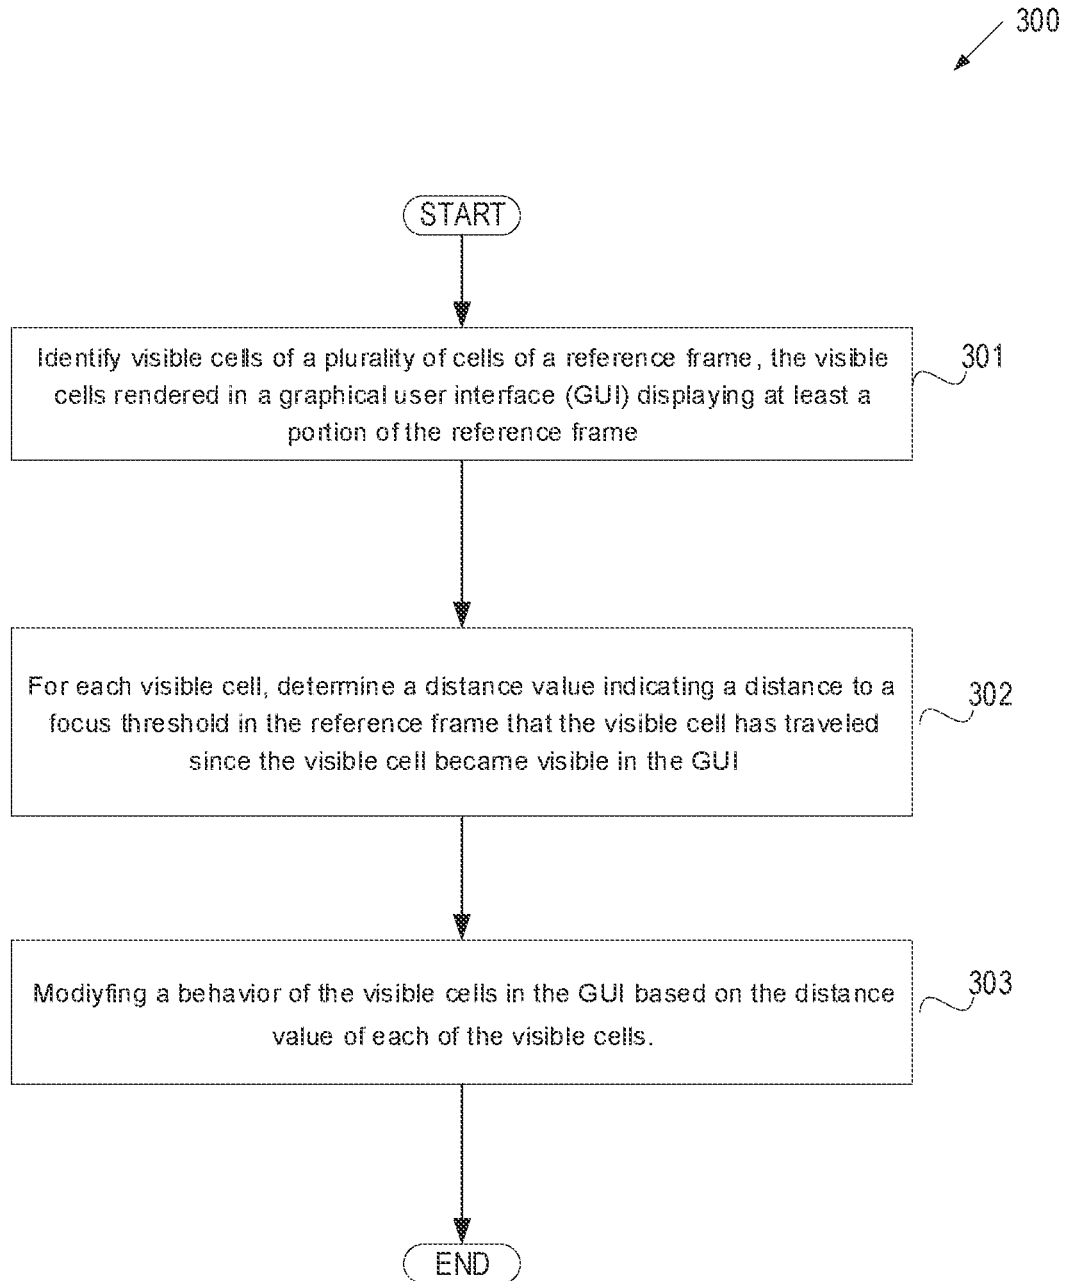 300
START
Identify visible cells of a plurality of cells of a reference frame, the visible
cells rendered in a graphical user interface (GUI) displaying at least a
portion of the reference frame
301
For each visible cell, determine a distance value indicating a distance to a
focus threshold in the reference frame that the visible cell has traveled
since the visible cell became visible in the GUI
302
Modiyfing a behavior of the visible cells in the GUI based on the distance
value of each of the visible cells.
303
END